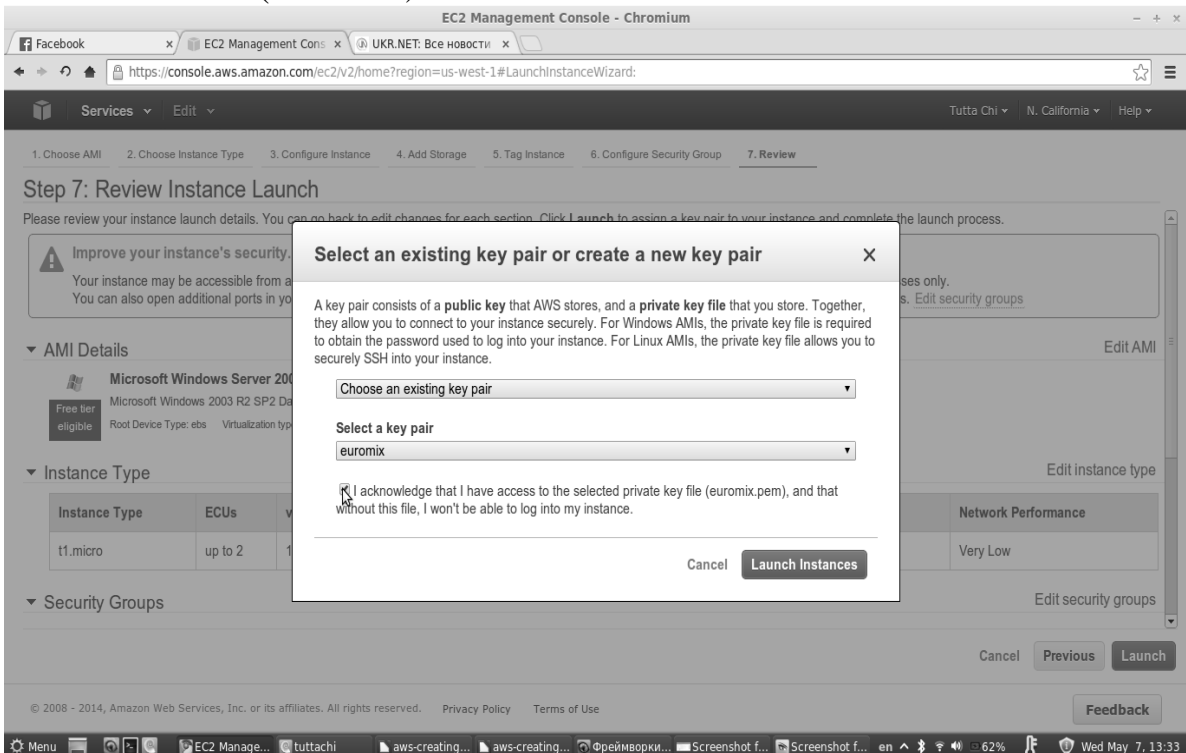 EC2 Management Console - Chromium
Facebook
EC2 Management Cons
UKR.NET: Все новости
https://console.aws.amazon.com/ec2/v2/home?region=us-west-1#LaunchInstanceWizard:
Services Edit Tutta Chi N. California Help
1. Choose AMI 2. Choose Instance Type 3. Configure Instance 4. Add Storage 5. Tag Instance 6. Configure Security Group 7. Review
Step 7: Review Instance Launch
Please review your instance launch details. You can go back to edit changes for each section. Click Launch to assign a key pair to your instance and complete the launch process.
Improve your instance's security.
Your instance may be accessible from a
ses only.
You can also open additional ports in yo
s. Edit security groups
AMI Details
Edit AMI
Microsoft Windows Server 200
Microsoft Windows 2003 R2 SP2 Da
Free tier eligible
Root Device Type: ebs Virtualization typ
Instance Type
Edit instance type
Instance Type ECUs v Network Performance
t1.micro up to 2 1 Very Low
Security Groups
Edit security groups
Select an existing key pair or create a new key pair
A key pair consists of a public key that AWS stores, and a private key file that you store. Together,
they allow you to connect to your instance securely. For Windows AMIs, the private key file is required
to obtain the password used to log into your instance. For Linux AMIs, the private key file allows you to
securely SSH into your instance.
Choose an existing key pair
Select a key pair
euromix
I acknowledge that I have access to the selected private key file (euromix.pem), and that
without this file, I won't be able to log into my instance.
Cancel Launch Instances
Cancel Previous Launch
© 2008 - 2014, Amazon Web Services, Inc. or its affiliates. All rights reserved. Privacy Policy Terms of Use
Feedback
Menu EC2 Manage... tuttachi aws-creating... aws-creating... Фреймворки... Screenshot f... Screenshot f... en 62% Wed May 7, 13:33